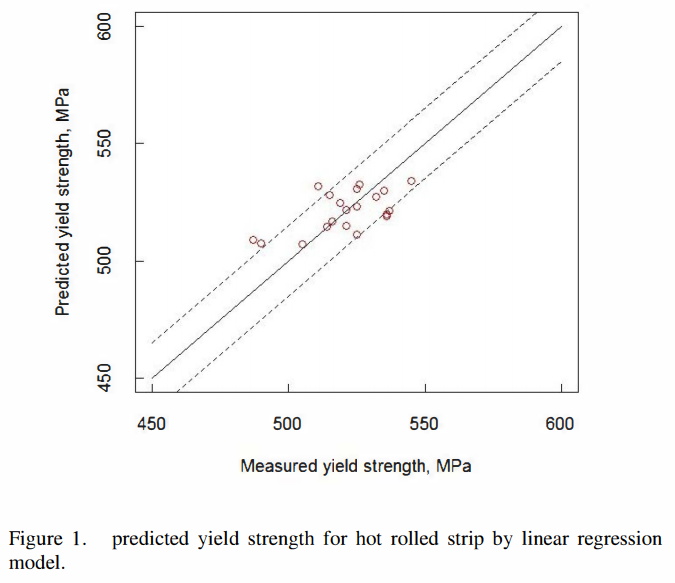 600
550
500
450
Predicted yield strength, MPa
450 500 550 600
Measured yield strength, MPa
Figure 1. predicted yield strength for hot rolled strip by linear regression
model.